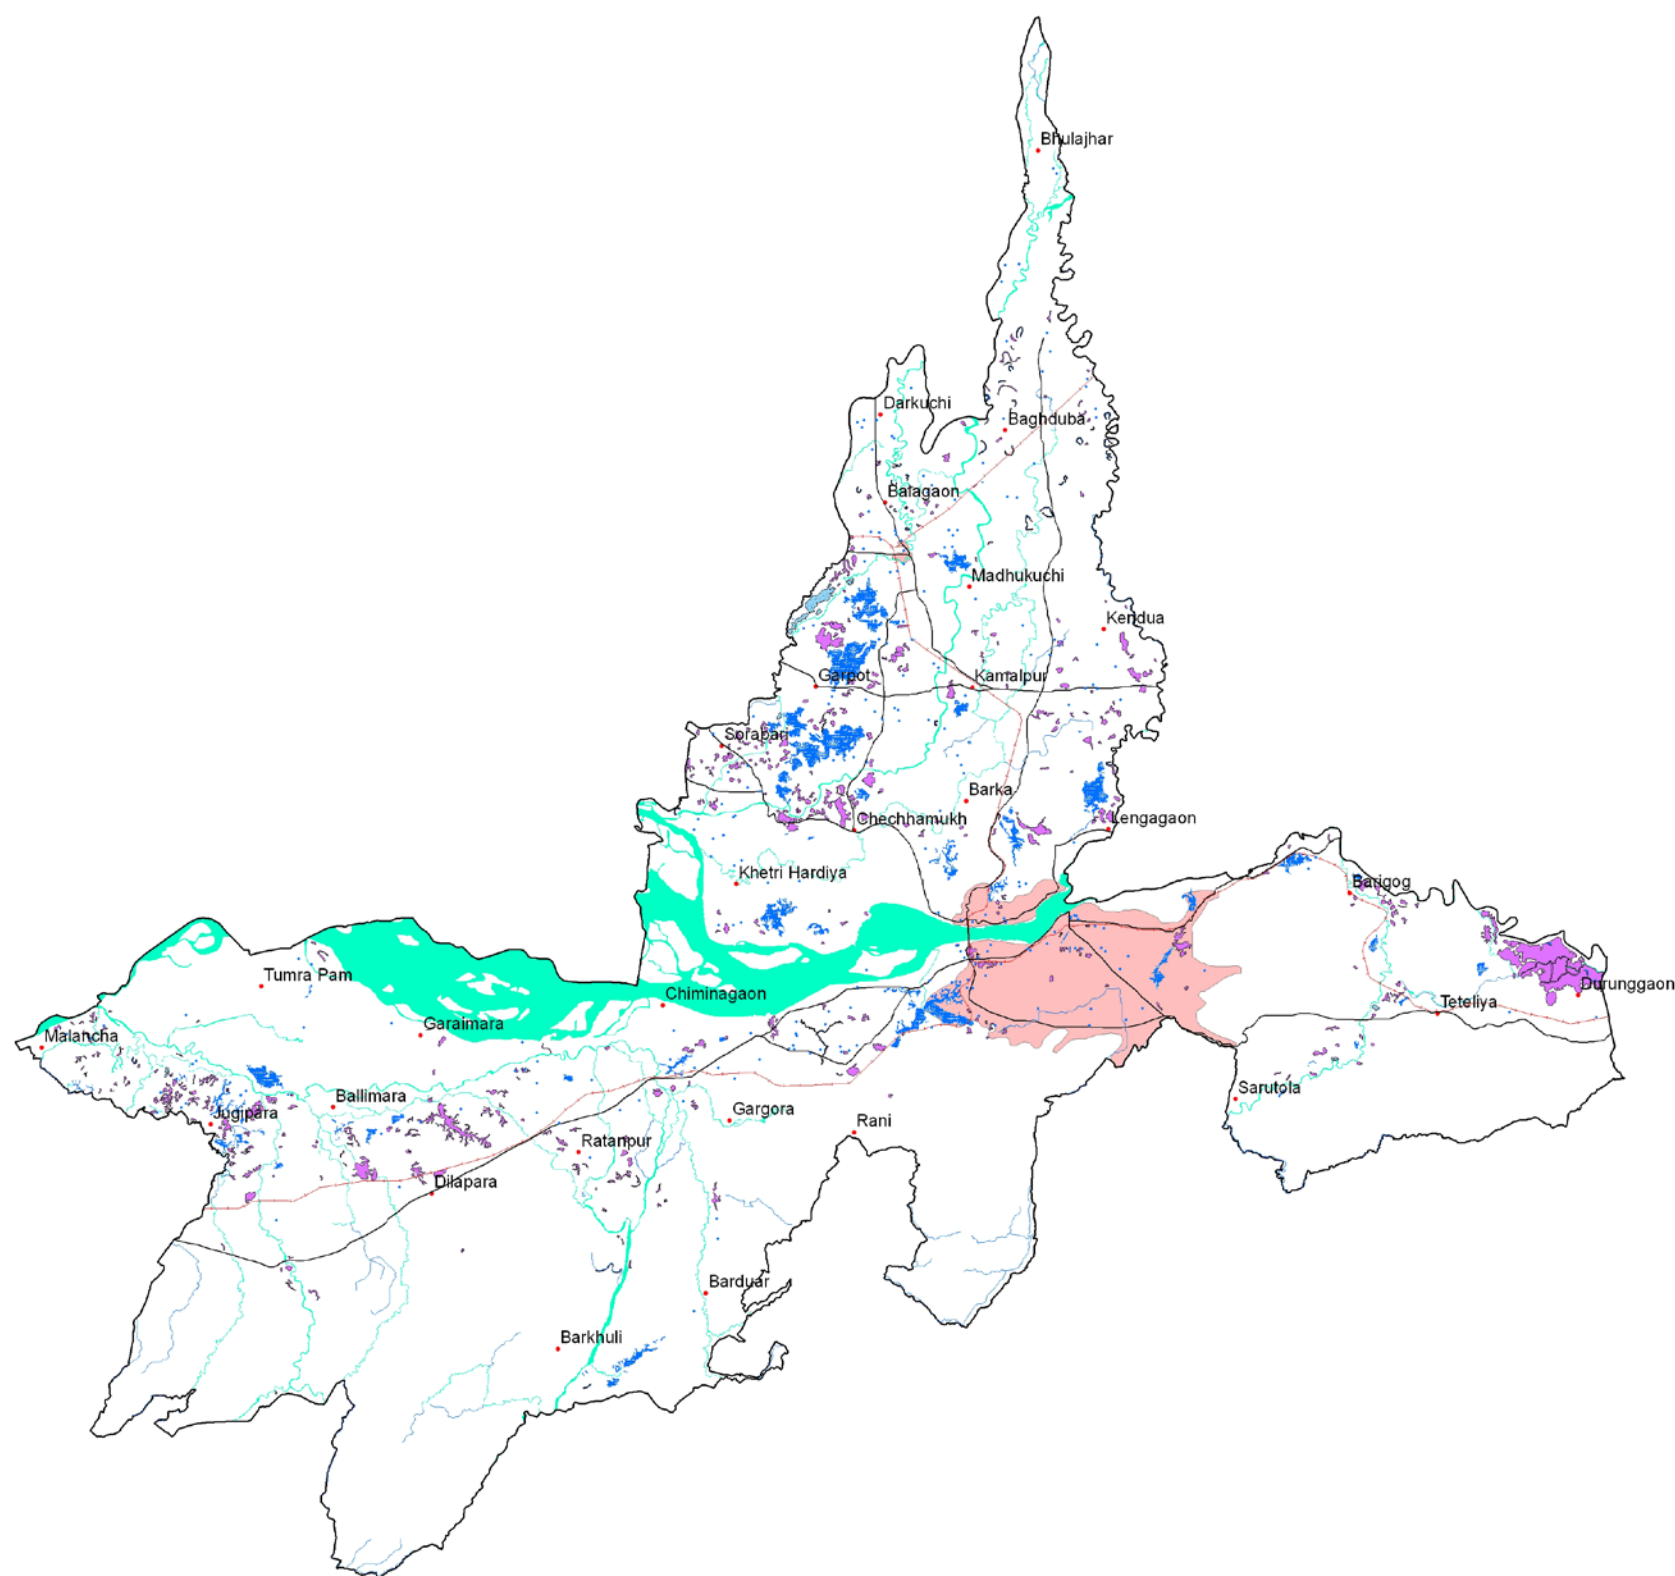 Bhulajhar
Darkuchi
Baghduba
Balagaon
Madhukuchi
Kendua
Garpot
Kamalpur
Sorabari
Barka
Chechhamukh
Lengagaon
Khetri Hardiya
Barigog
Tumra Pam
Chiminagaon
Durunggaon
Teteliya
Garaimara
Malancha
Sarutola
Ballimara
Jugipara
Gargora
Rani
Ratanpur
Dilapara
Barduar
Barkhuli